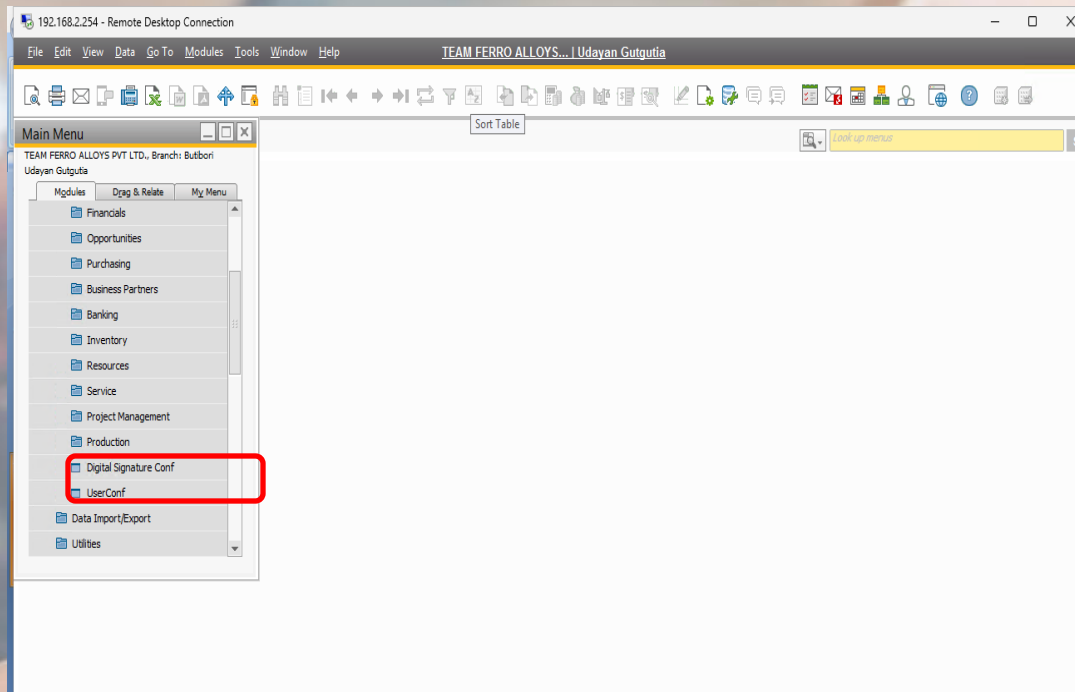 192.168.2.254 - Remote Desktop Connection
File Edit View Data Go To Modules Tools Window Help TEAM FERRO ALLOYS... | Udayan Gutgutia
Sort Table
Main Menu
Look up menus
TEAM FERRO ALLOYS PVT LTD., Branch: Butibori
Udayan Gutgutia
Modules Drag & Relate My Menu
Financials
Opportunities
Purchasing
Business Partners
Banking
Inventory
Resources
Service
Project Management
Production
Digital Signature Conf
UserConf
Data Import/Export
Utilities